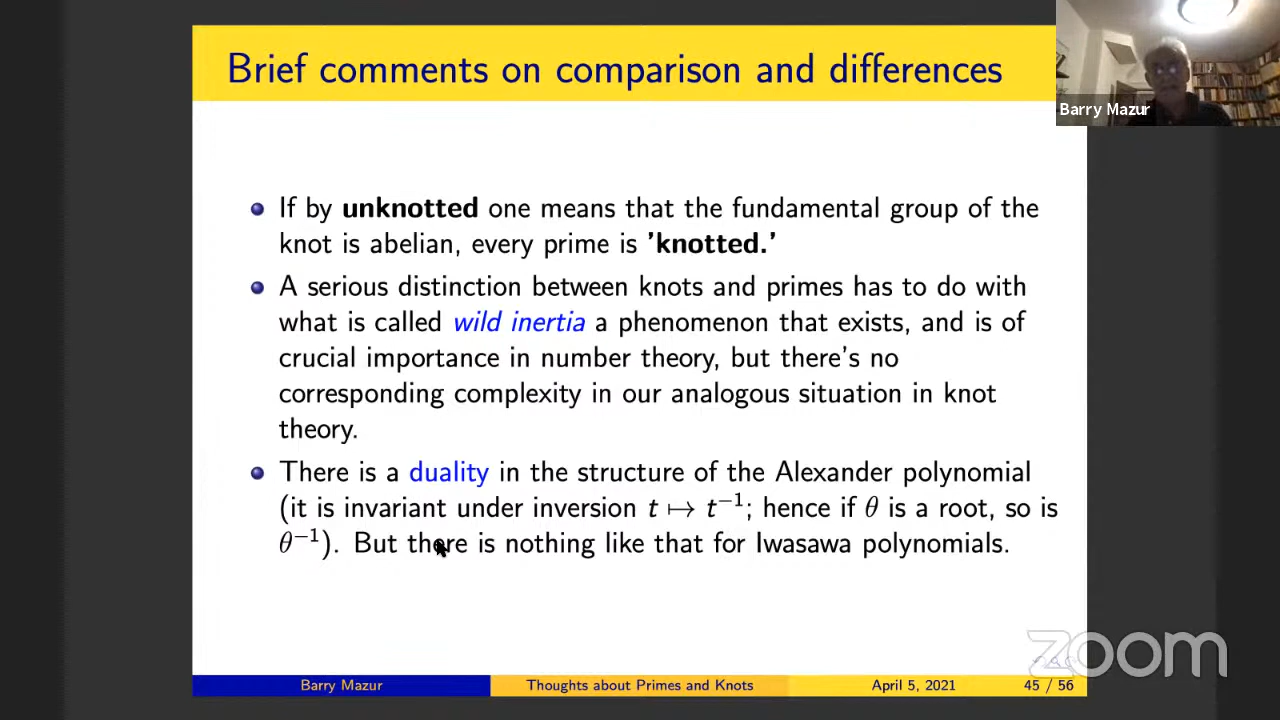 Brief comments on comparison and differences
Barry Mazur
If by unknotted one means that the fundamental group of the
knot is abelian, every prime is 'knotted.'
A serious distinction between knots and primes has to do with
what is called wild inertia a phenomenon that exists, and is of
crucial importance in number theory, but there's no
corresponding complexity in our analogous situation in knot
theory.
There is a duality in the structure of the Alexander polynomial
(it is invariant under inversion t ↦ t⁻¹; hence if θ is a root, so is
θ⁻¹). But there is nothing like that for Iwasawa polynomials.
zoom
Barry Mazur Thoughts about Primes and Knots April 5, 2021 45 / 56